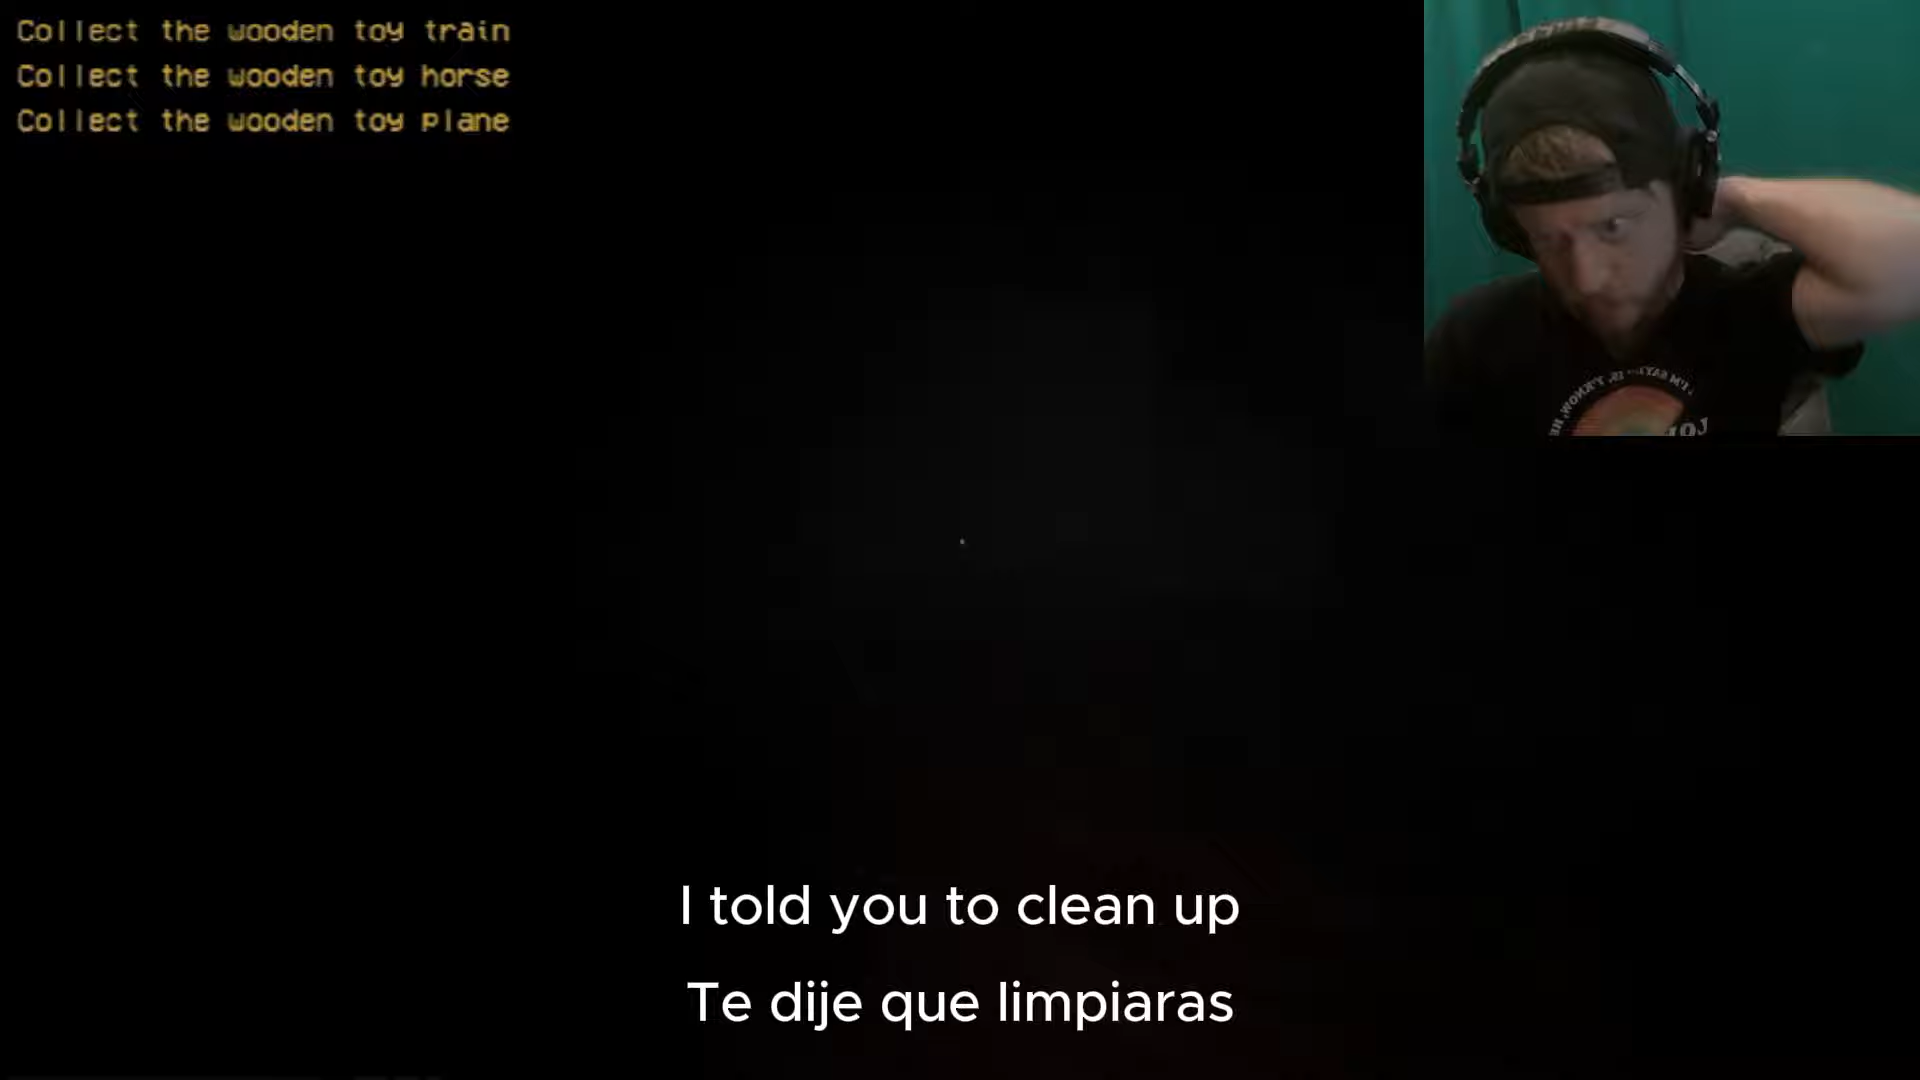 Collect the wooden toy train
Collect the wooden toy horse
Collect the wooden toy plane
I told you to clean up
Te dije que limpiaras